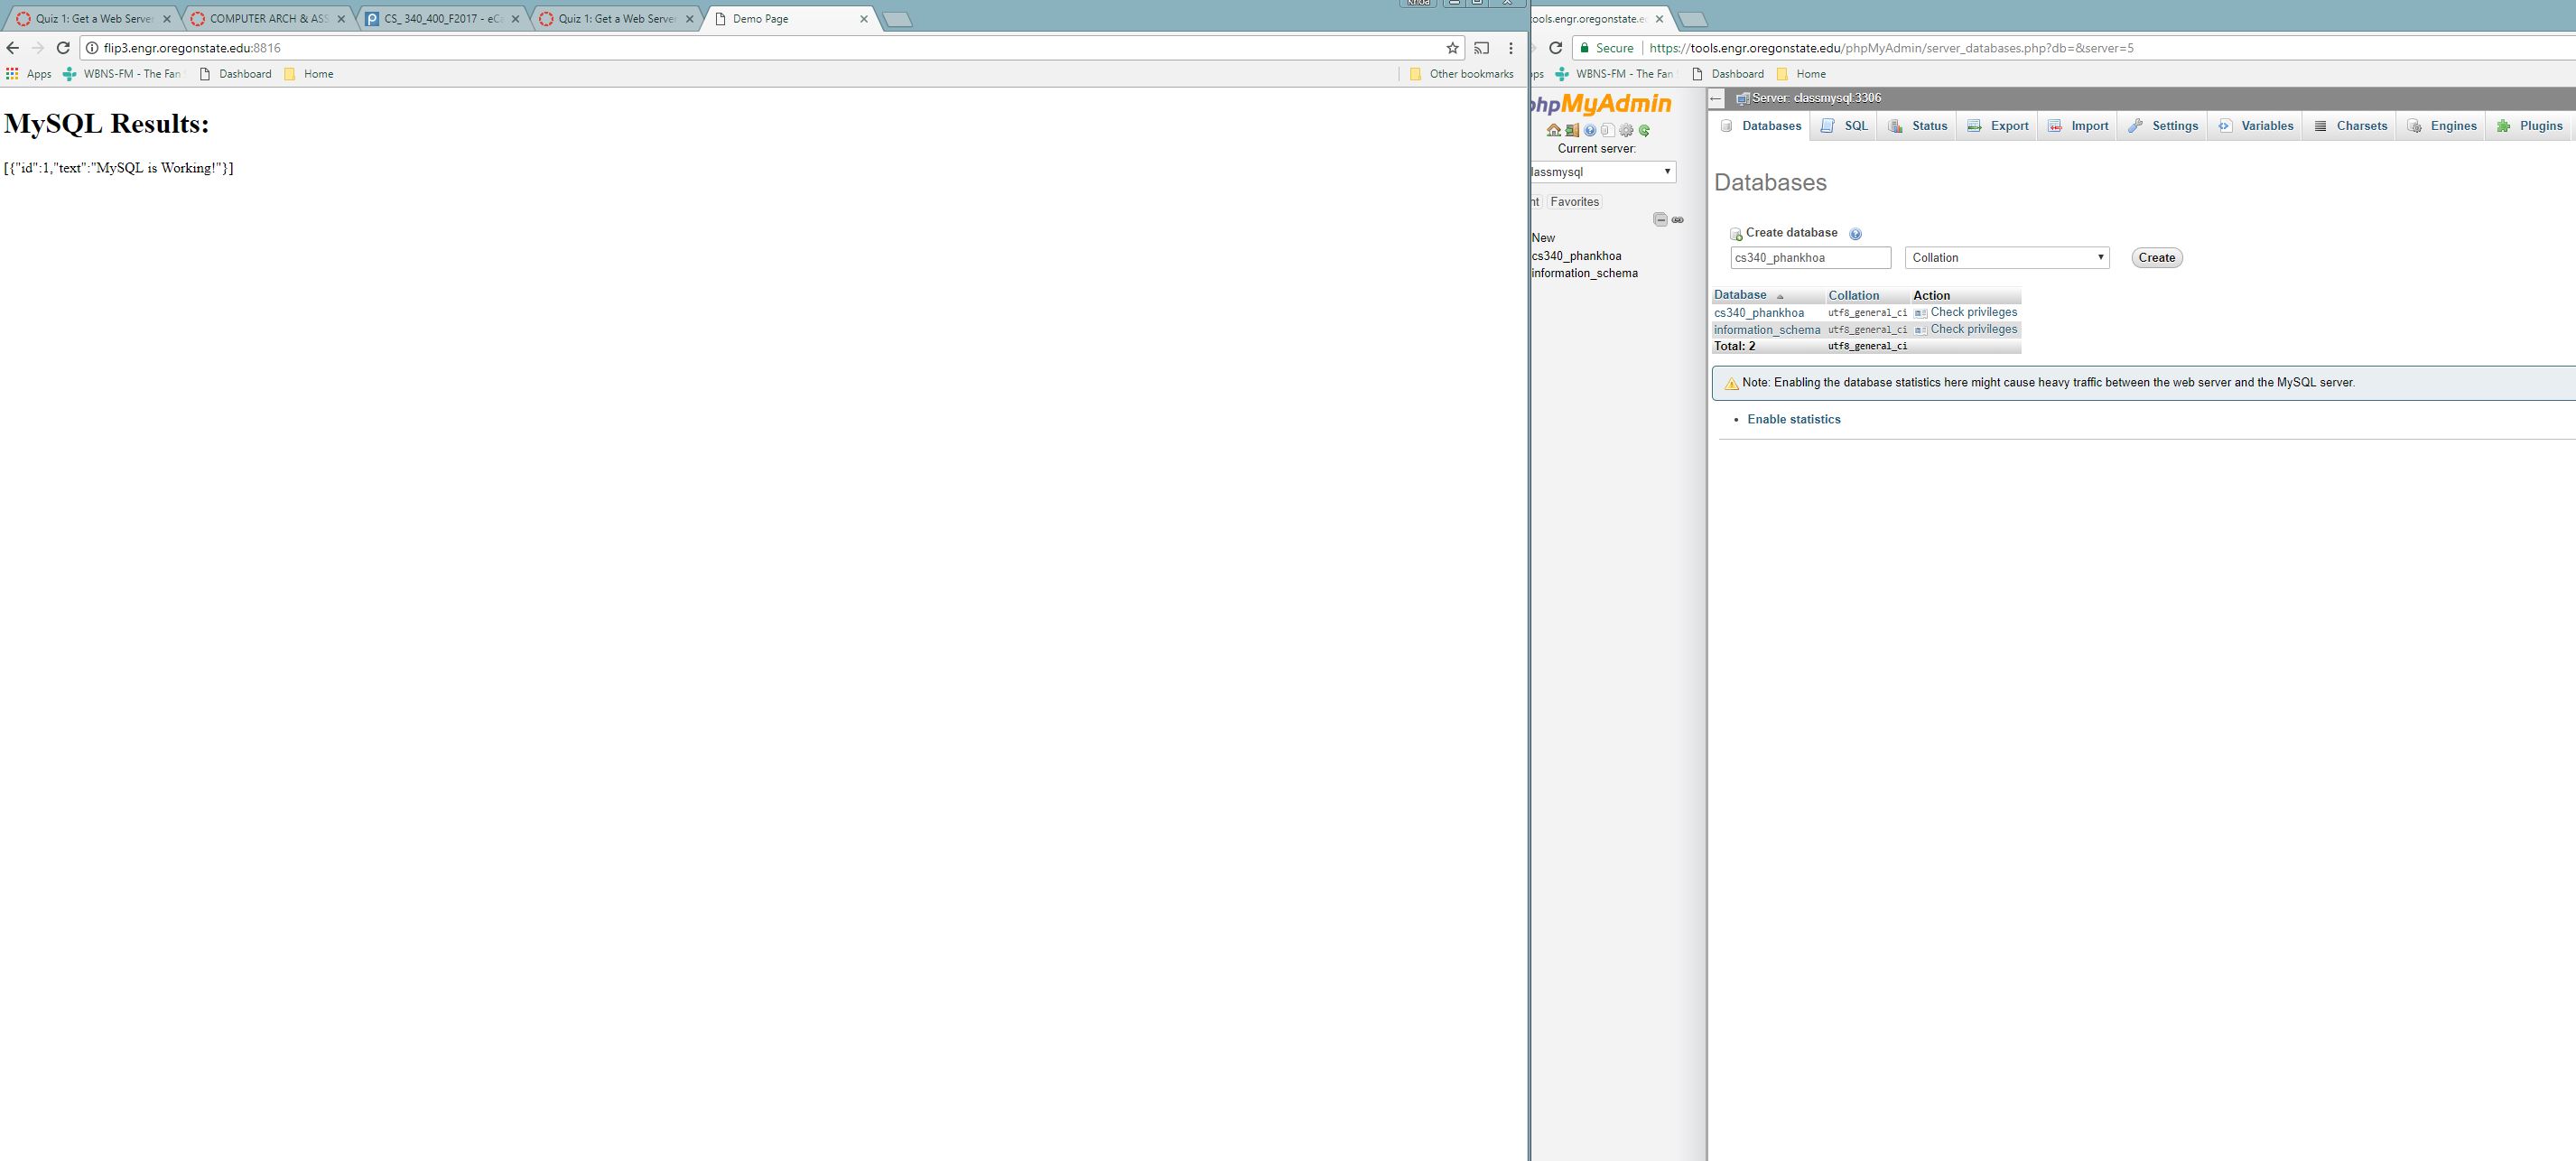 Quiz 1: Get a Web Server
COMPUTER ARCH & ASS
CS_ 340_400_F2017 - eCa
Quiz 1: Get a Web Server
Demo Page
flip3.engr.oregonstate.edu:8816
Apps
WBNS-FM - The Fan
Dashboard
Home
Other bookmarks
MySQL Results:
[{"id":1,"text":"MySQL is Working!"}]
tools.engr.oregonstate.e
Secure
https://tools.engr.oregonstate.edu/phpMyAdmin/server_databases.php?db=&server=5
ps
WBNS-FM - The Fan
Dashboard
Home
phpMyAdmin
Current server:
lassmysql
nt
Favorites
New
cs340_phankhoa
information_schema
Server: classmysql:3306
Databases
SQL
Status
Export
Import
Settings
Variables
Charsets
Engines
Plugins
Databases
Create database
cs340_phankhoa
Collation
Create
Database Collation Action
cs340_phankhoa utf8_general_ci Check privileges
information_schema utf8_general_ci Check privileges
Total: 2 utf8_general_ci
Note: Enabling the database statistics here might cause heavy traffic between the web server and the MySQL server.
• Enable statistics